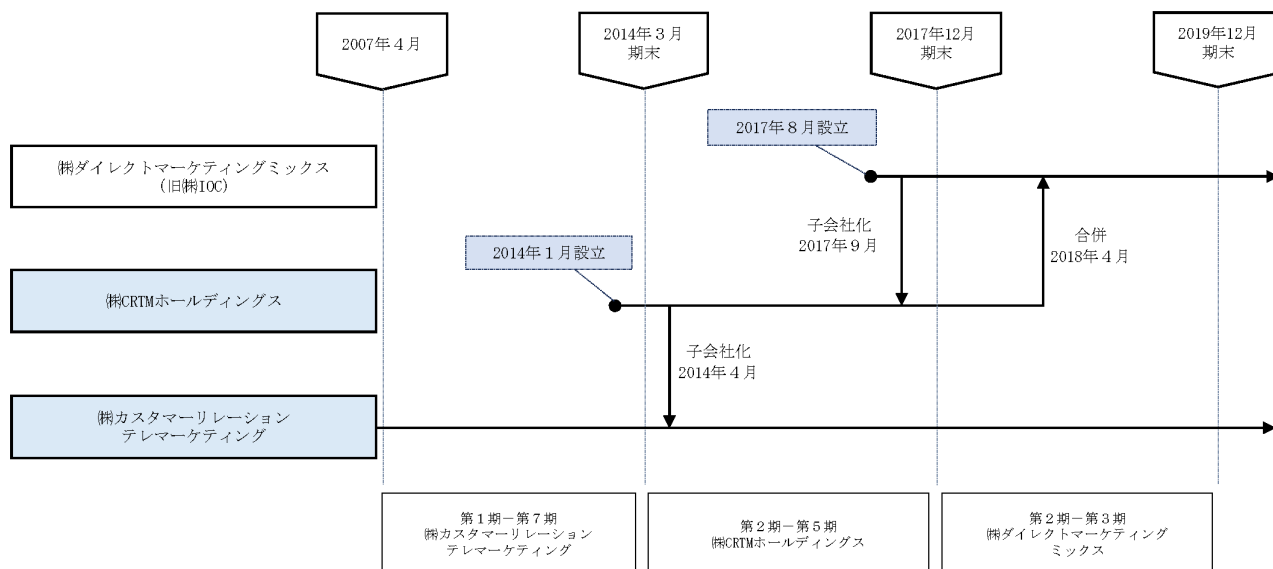 2007年4月
2014年3月
期末
2017年12月
期末
2019年12月
期末
2017年8月設立
㈱ダイレクトマーケティングミックス
(旧㈱IOC)
子会社化
2017年9月
合併
2018年4月
2014年1月設立
㈱CRTMホールディングス
子会社化
2014年4月
㈱カスタマーリレーション
テレマーケティング
第1期－第7期
㈱カスタマーリレーション
テレマーケティング
第2期－第5期
㈱CRTMホールディングス
第2期－第3期
㈱ダイレクトマーケティング
ミックス